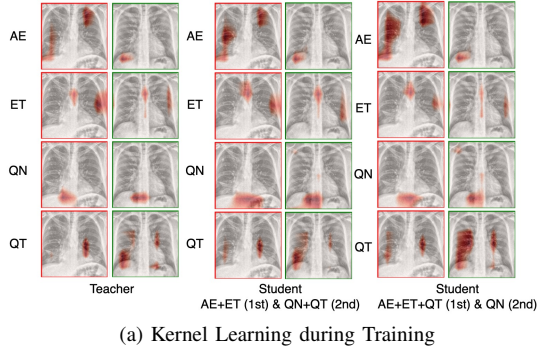 AE AE AE
ET ET ET
QN QN QN
QT QT QT
Teacher Student Student
AE+ET (1st) & QN+QT (2nd) AE+ET+QT (1st) & QN (2nd)
(a) Kernel Learning during Training